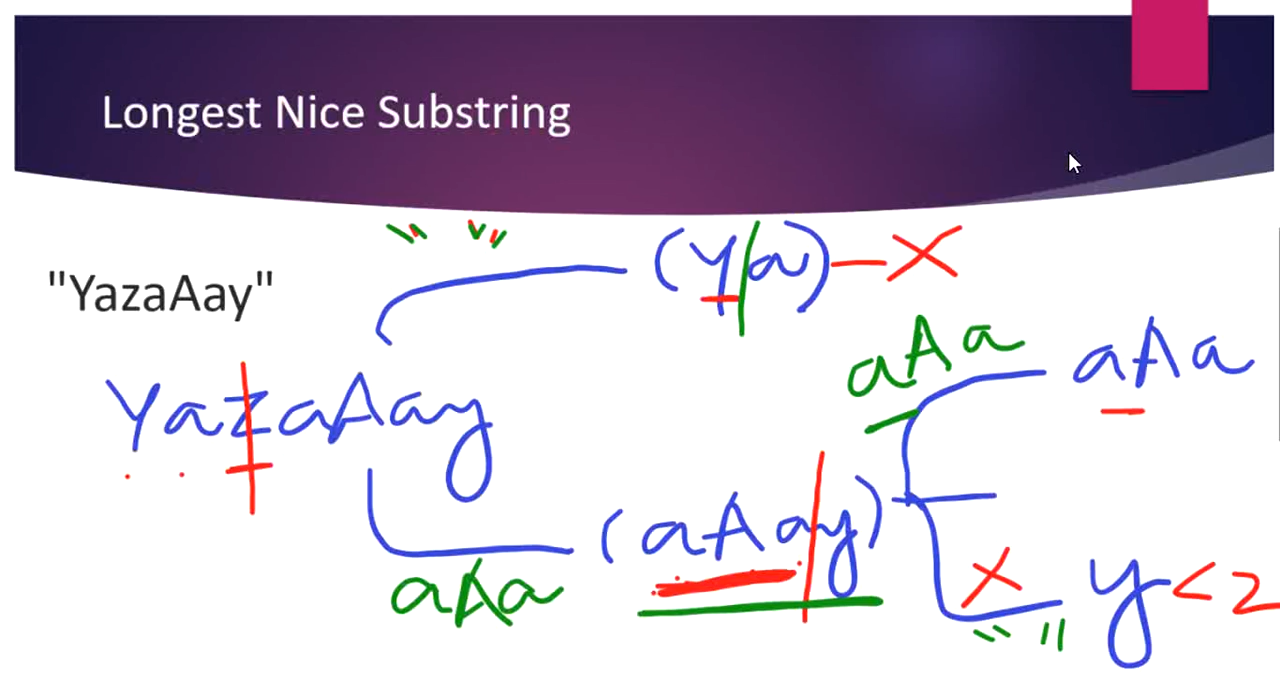 Longest Nice Substring
" "
(Y/a) — X
"YazaAay"
aAa
aAa
YazaAay
(aAay)
aAa
X
y < 2
" "